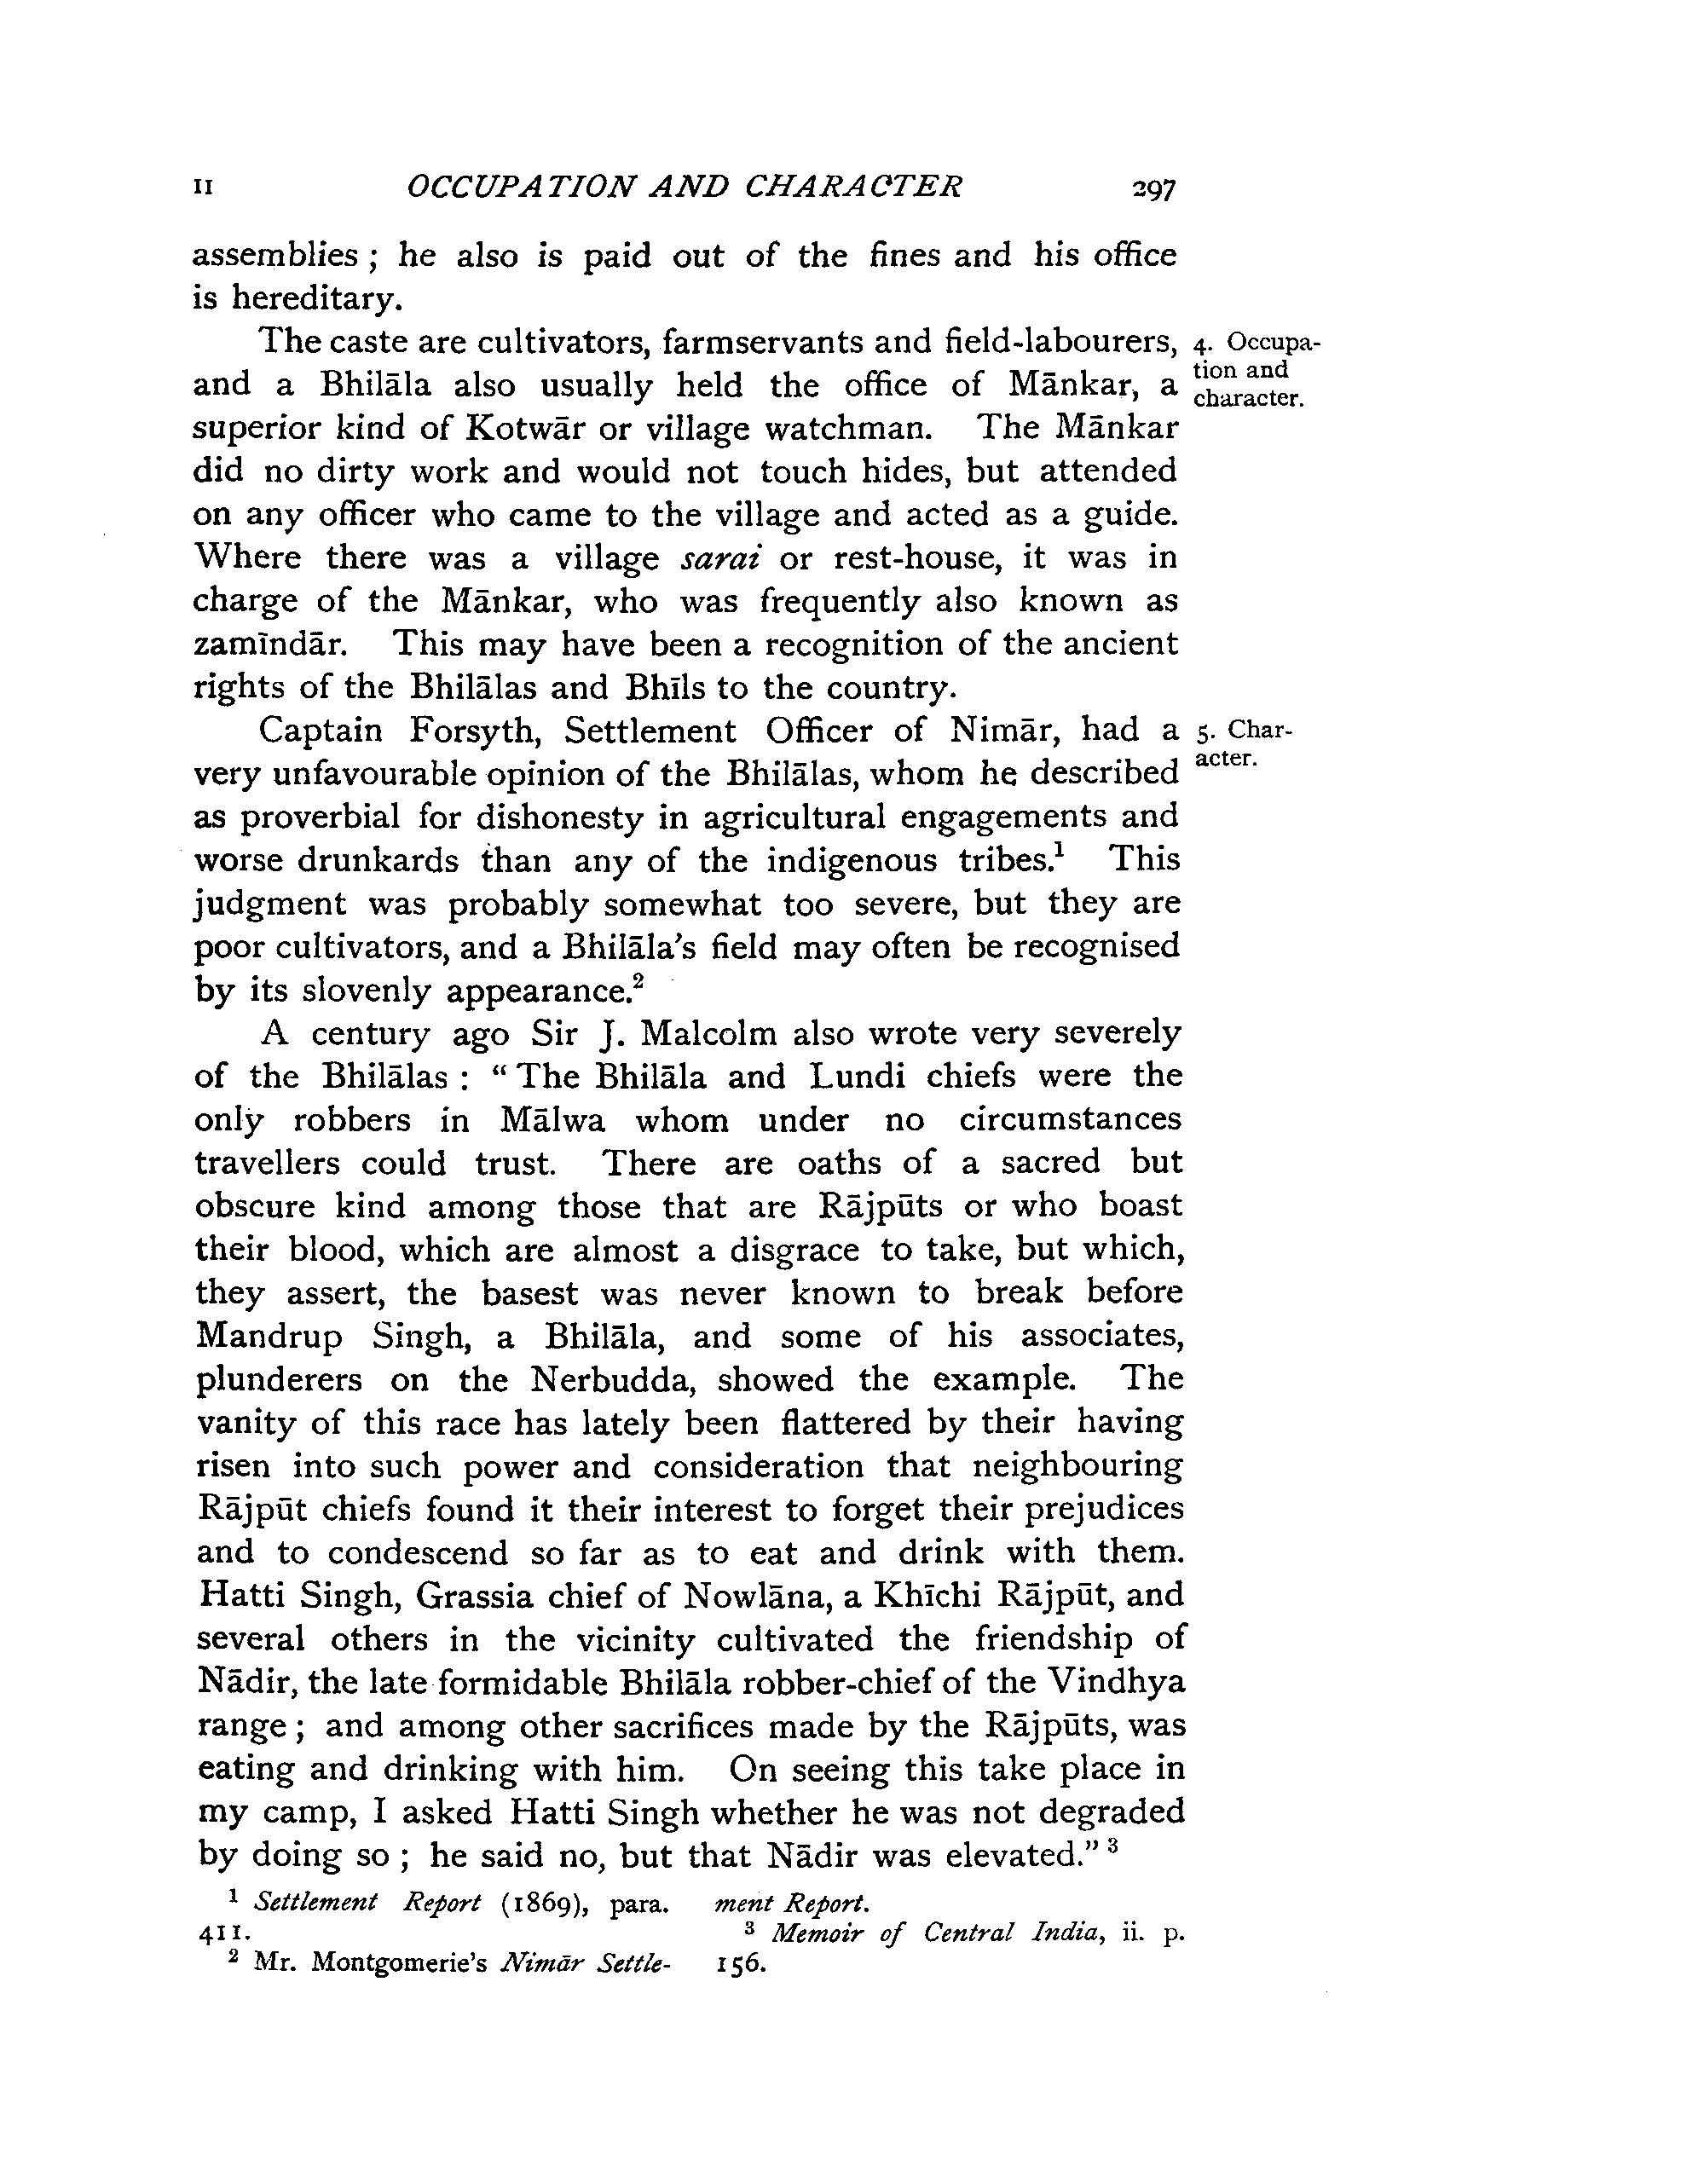 II OCCUPATION AND CHARACTER 297
assemblies ; he also is paid out of the fines and his office
is hereditary.
The caste are cultivators, farmservants and field-labourers,
and a Bhilāla also usually held the office of Mānkar, a
superior kind of Kotwār or village watchman. The Mānkar
did no dirty work and would not touch hides, but attended
on any officer who came to the village and acted as a guide.
Where there was a village sarai or rest-house, it was in
charge of the Mānkar, who was frequently also known as
zamīndār. This may have been a recognition of the ancient
rights of the Bhilālas and Bhīls to the country.
4. Occupa-
tion and
character.
Captain Forsyth, Settlement Officer of Nimār, had a
very unfavourable opinion of the Bhilālas, whom he described
as proverbial for dishonesty in agricultural engagements and
worse drunkards than any of the indigenous tribes.¹ This
judgment was probably somewhat too severe, but they are
poor cultivators, and a Bhilāla's field may often be recognised
by its slovenly appearance.²
5. Char-
acter.
A century ago Sir J. Malcolm also wrote very severely
of the Bhilālas : “ The Bhilāla and Lundi chiefs were the
only robbers in Mālwa whom under no circumstances
travellers could trust. There are oaths of a sacred but
obscure kind among those that are Rājpūts or who boast
their blood, which are almost a disgrace to take, but which,
they assert, the basest was never known to break before
Mandrup Singh, a Bhilāla, and some of his associates,
plunderers on the Nerbudda, showed the example. The
vanity of this race has lately been flattered by their having
risen into such power and consideration that neighbouring
Rājpūt chiefs found it their interest to forget their prejudices
and to condescend so far as to eat and drink with them.
Hatti Singh, Grassia chief of Nowlāna, a Khīchi Rājpūt, and
several others in the vicinity cultivated the friendship of
Nādir, the late formidable Bhilāla robber-chief of the Vindhya
range ; and among other sacrifices made by the Rājpūts, was
eating and drinking with him. On seeing this take place in
my camp, I asked Hatti Singh whether he was not degraded
by doing so ; he said no, but that Nādir was elevated.” ³
¹ Settlement Report (1869), para.
411.
² Mr. Montgomerie's Nimār Settle-
ment Report.
³ Memoir of Central India, ii. p.
156.